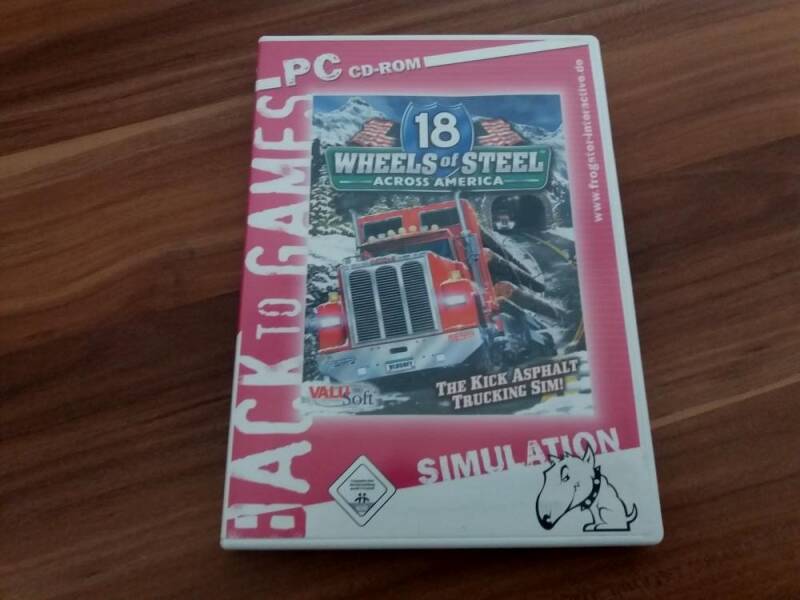 PC CD-ROM
BACK TO GAMES
www.frogster-interactive.de
18
WHEELS of STEEL
ACROSS AMERICA
THE KICK ASPHALT
TRUCKING SIM!
VALU
Soft
SIMULATION